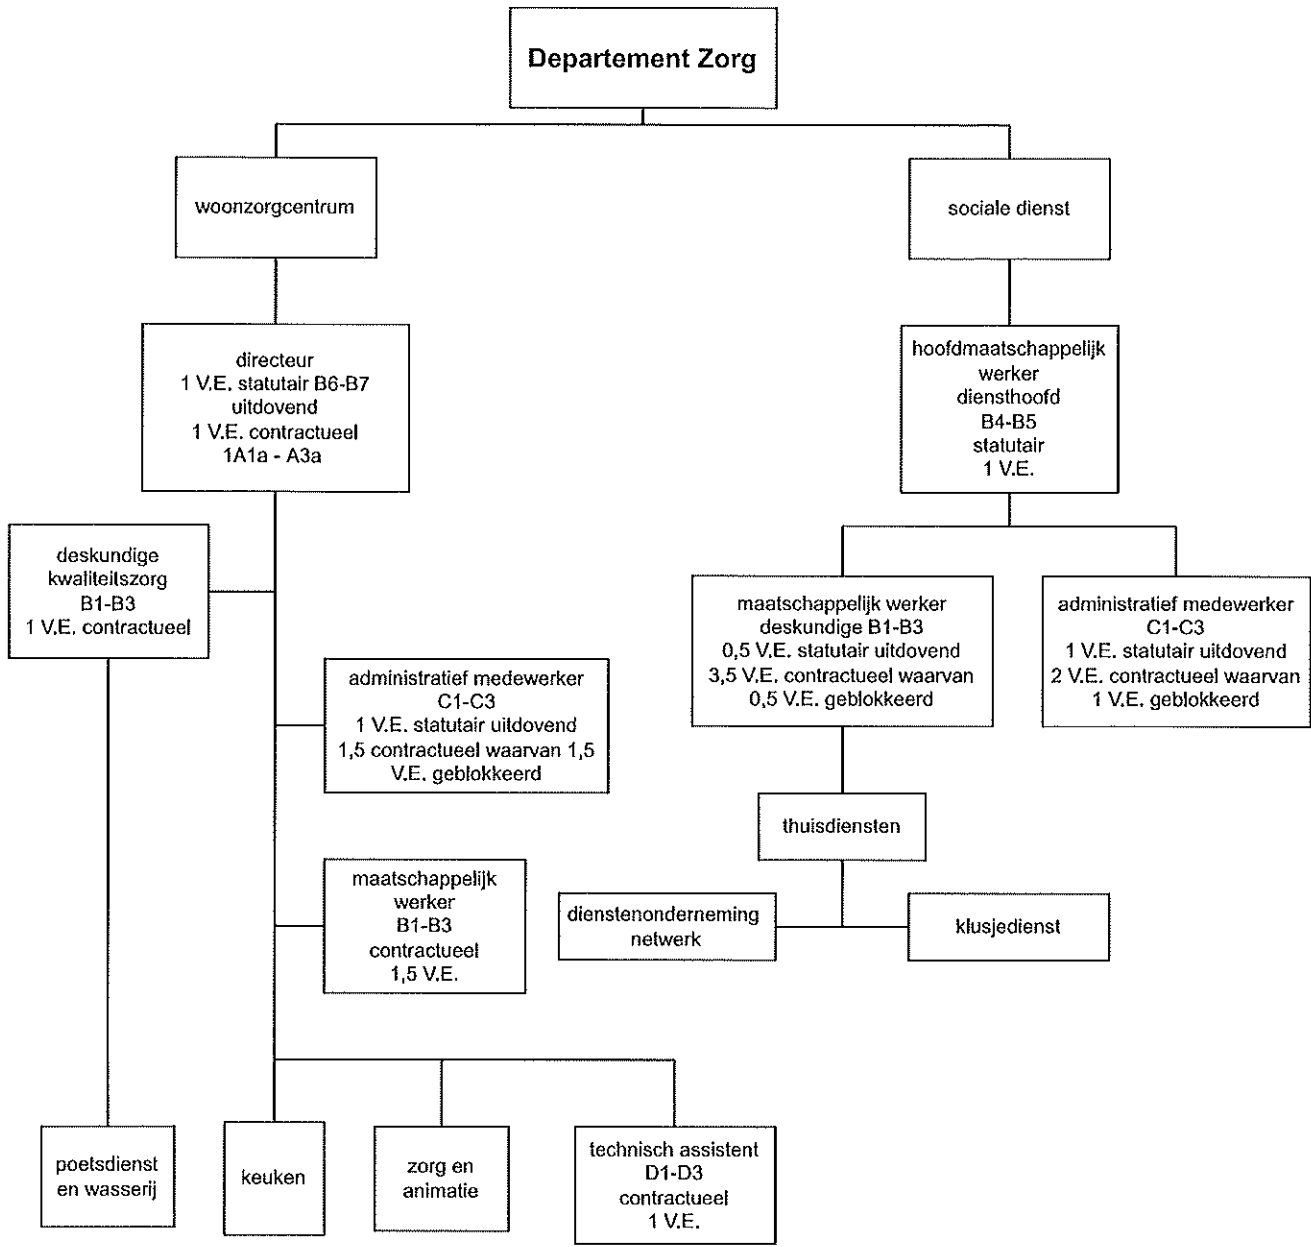 Departement Zorg
woonzorgcentrum
sociale dienst
directeur
1 V.E. statutair B6-B7
uitdovend
1 V.E. contractueel
1A1a - A3a
hoofdmaatschappelijk
werker
diensthoofd
B4-B5
statutair
1 V.E.
deskundige
kwaliteitszorg
B1-B3
1 V.E. contractueel
maatschappelijk werker
deskundige B1-B3
0,5 V.E. statutair uitdovend
3,5 V.E. contractueel waarvan
0,5 V.E. geblokkeerd
administratief medewerker
C1-C3
1 V.E. statutair uitdovend
2 V.E. contractueel waarvan
1 V.E. geblokkeerd
administratief medewerker
C1-C3
1 V.E. statutair uitdovend
1,5 contractueel waarvan 1,5
V.E. geblokkeerd
thuisdiensten
maatschappelijk
werker
B1-B3
contractueel
1,5 V.E.
dienstenonderneming
netwerk
klusjedienst
poetsdienst
en wasserij
keuken
zorg en
animatie
technisch assistent
D1-D3
contractueel
1 V.E.